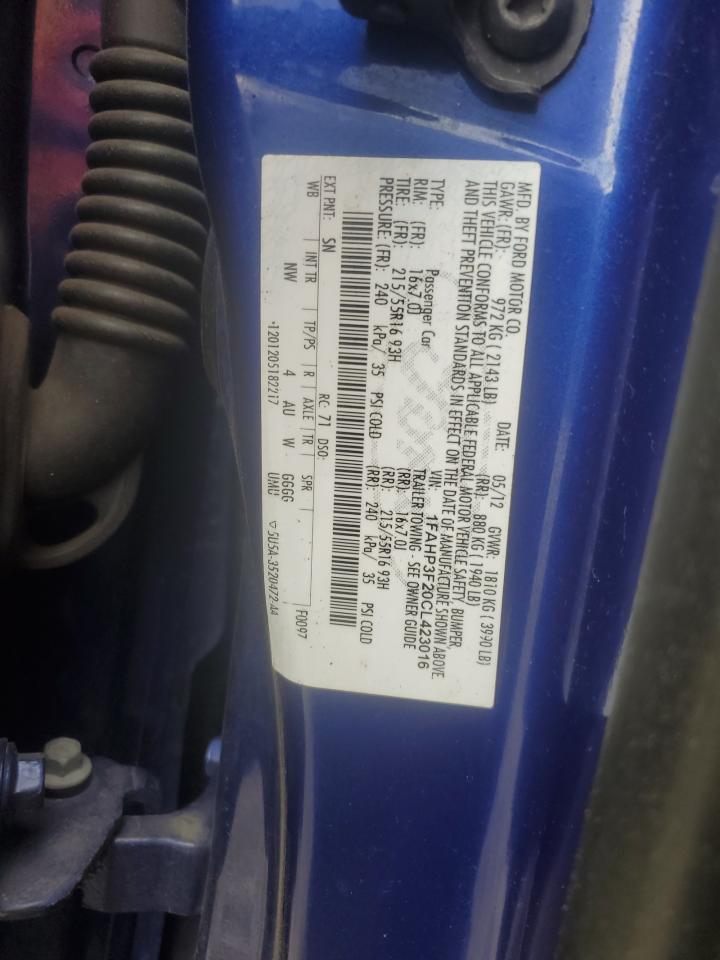 MFD. BY FORD MOTOR CO.
DATE: 05/12 GVWR: 1810 KG ( 3990 LB)
GAWR: (FR): 972 KG ( 2143 LB) (RR): 880 KG ( 1940 LB)
THIS VEHICLE CONFORMS TO ALL APPLICABLE FEDERAL MOTOR VEHICLE SAFETY, BUMPER,
AND THEFT PREVENTION STANDARDS IN EFFECT ON THE DATE OF MANUFACTURE SHOWN ABOVE.
VIN: 1FAHP3F20CL423016
TYPE: Passenger Car TRAILER TOWING - SEE OWNER GUIDE
RIM: (FR): 16x7.0J (RR): 16x7.0J
TIRE: (FR): 215/55R16 93H (RR): 215/55R16 93H
PRESSURE: (FR): 240 kPa/ 35 PSI COLD (RR): 240 kPa/ 35 PSI COLD
EXT PNT: SN RC: 71 DSO: F0097
WB INT TR TP/PS R AXLE TR SPR
NW 4 AU W GGGG
UMU
-1201205182217 5U5A-3520472-AA